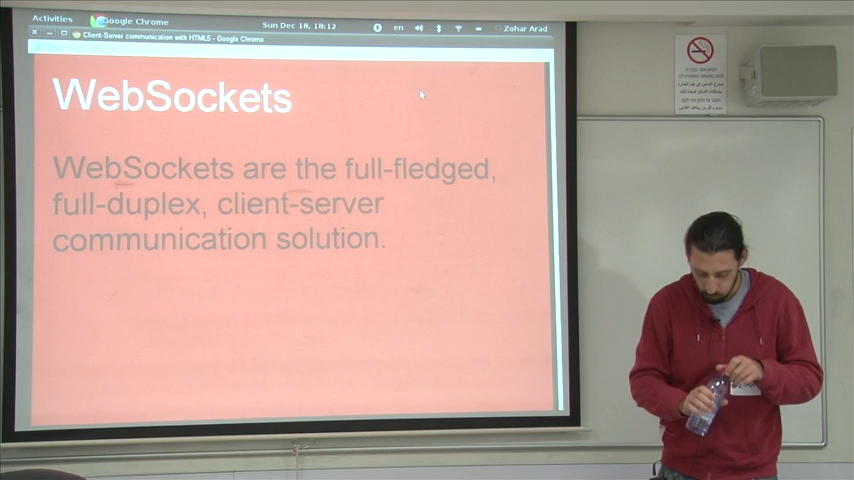 Activities
Google Chrome
Sun Dec 18, 18:12
en
Zohar Arad
Client-Server communication with HTML5 - Google Chrome
WebSockets
WebSockets are the full-fledged,
full-duplex, client-server
communication solution.